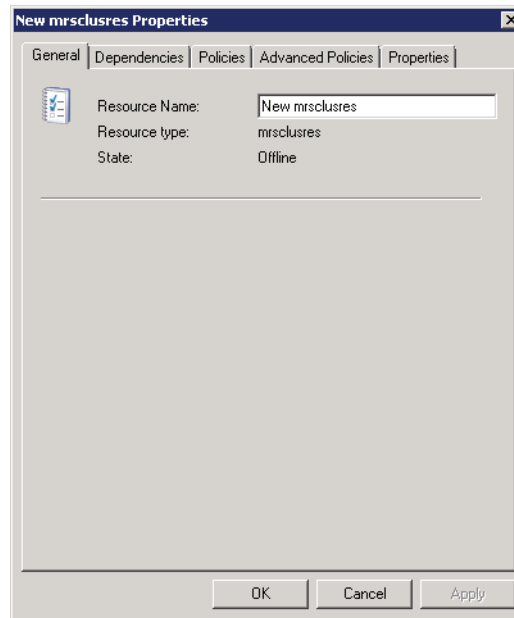 New mrsclusres Properties
General Dependencies Policies Advanced Policies Properties
Resource Name: New mrsclusres
Resource type: mrsclusres
State: Offline
OK Cancel Apply